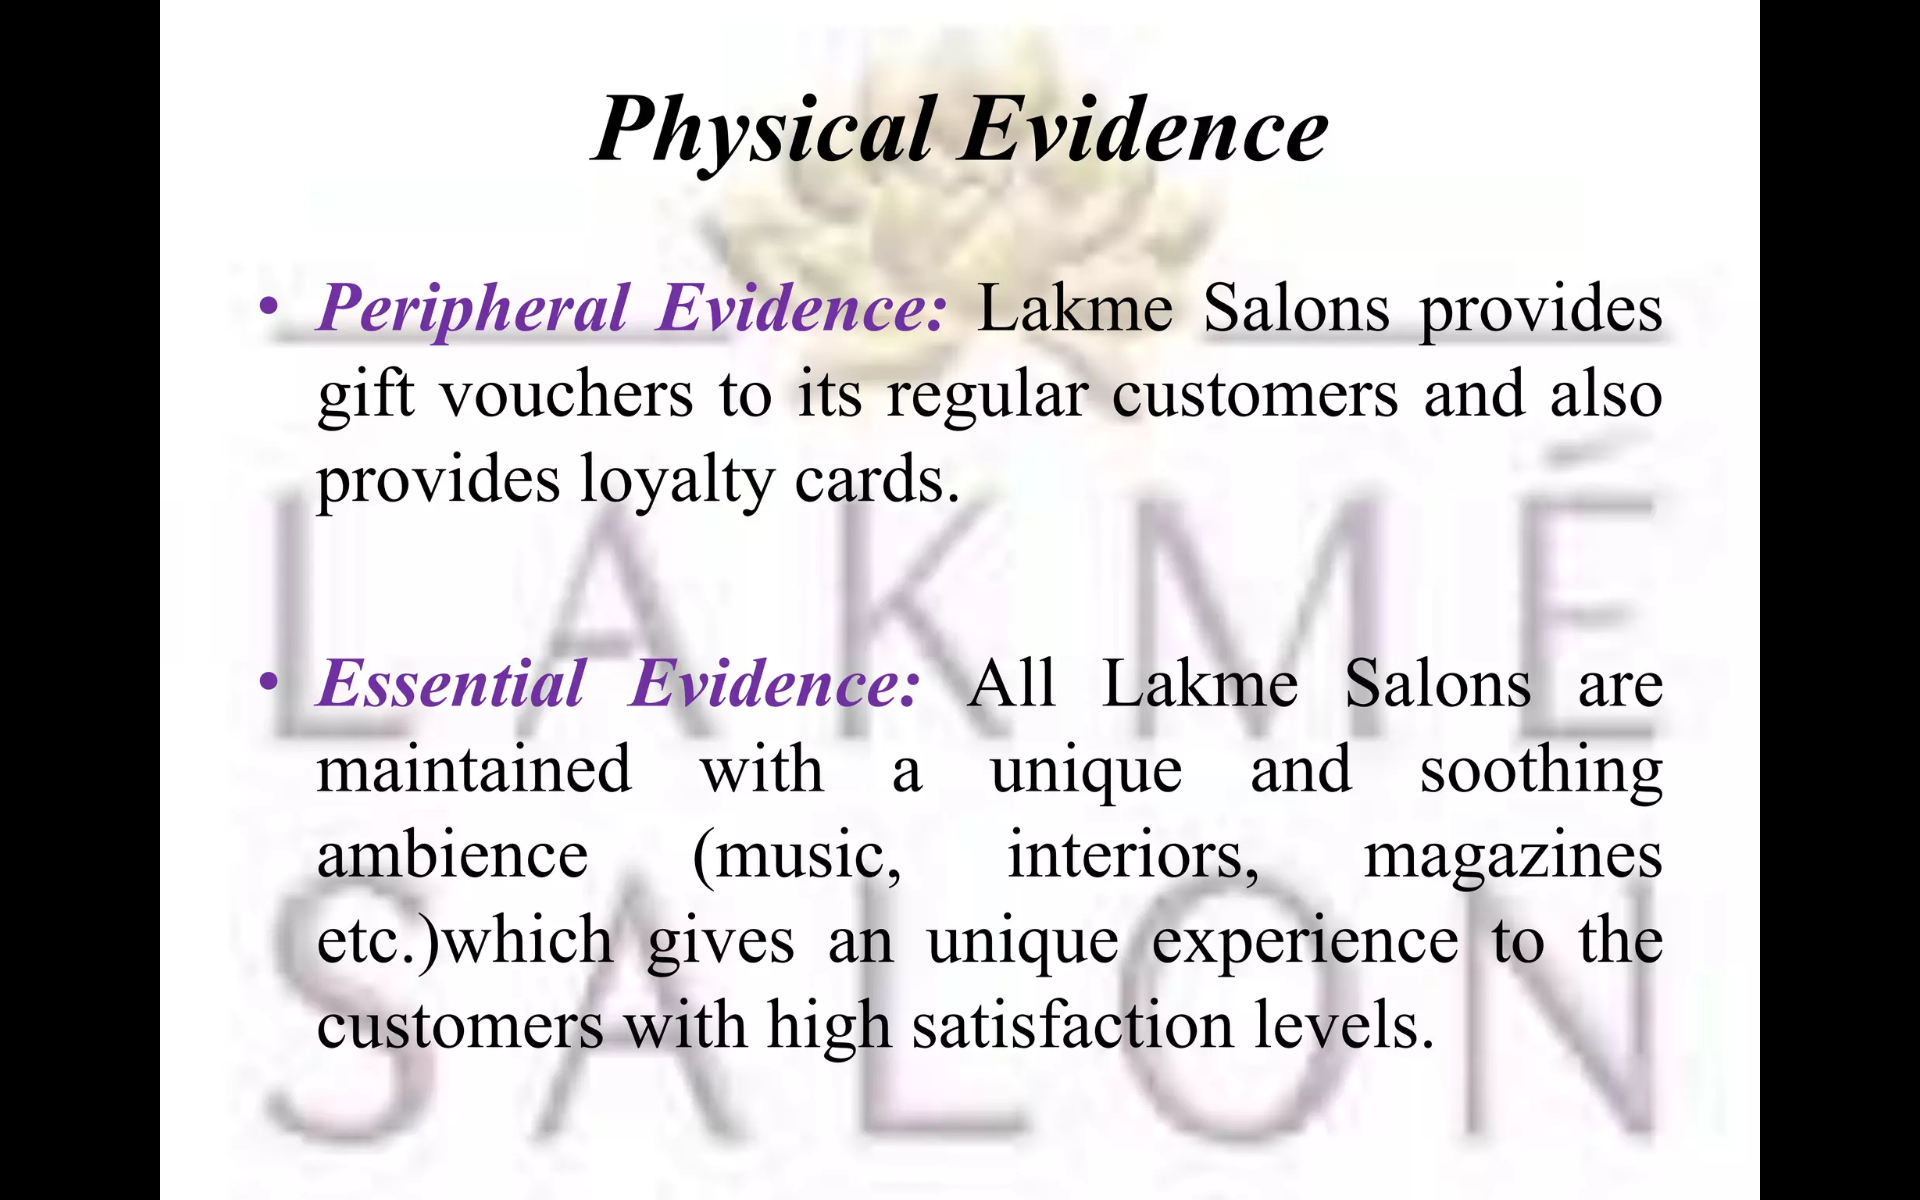 Physical Evidence
• Peripheral Evidence: Lakme Salons provides
gift vouchers to its regular customers and also
provides loyalty cards.
• Essential Evidence: All Lakme Salons are
maintained with a unique and soothing
ambience (music, interiors, magazines
etc.)which gives an unique experience to the
customers with high satisfaction levels.
LAKMÉ
SALON